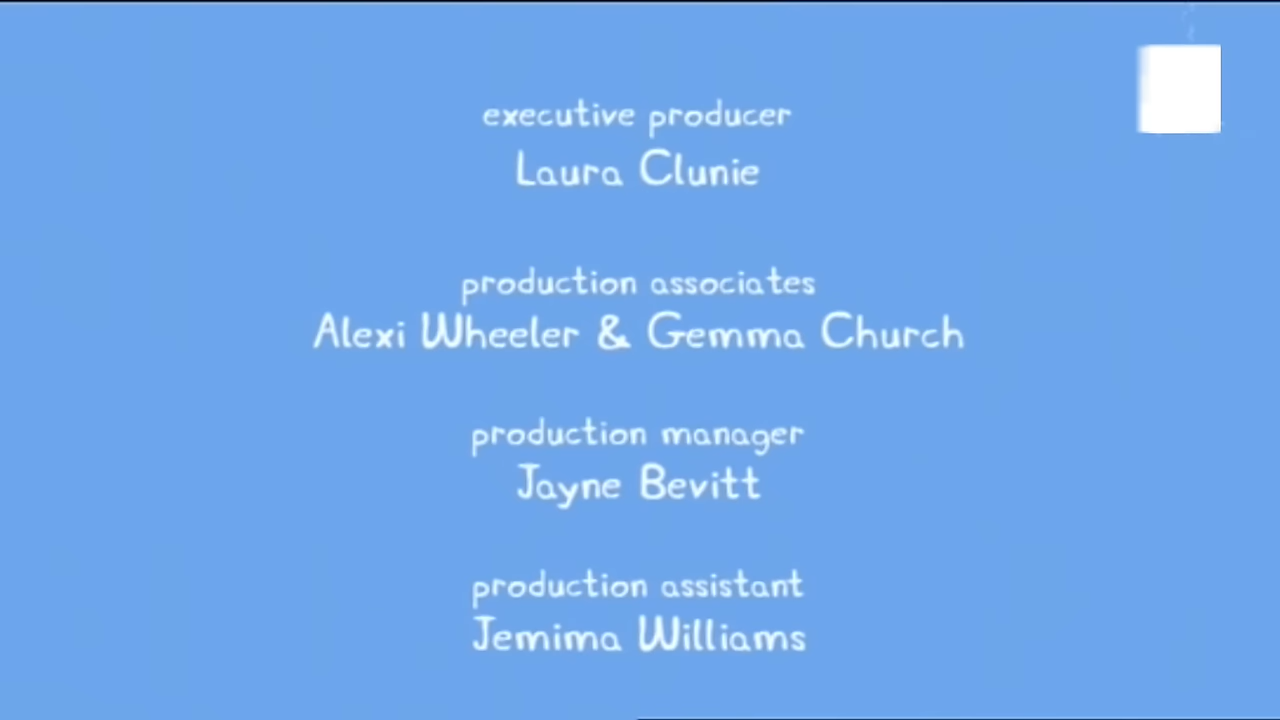 executive producer
Laura Clunie
production associates
Alexi Wheeler & Gemma Church
production manager
Jayne Bevitt
production assistant
Jemima Williams